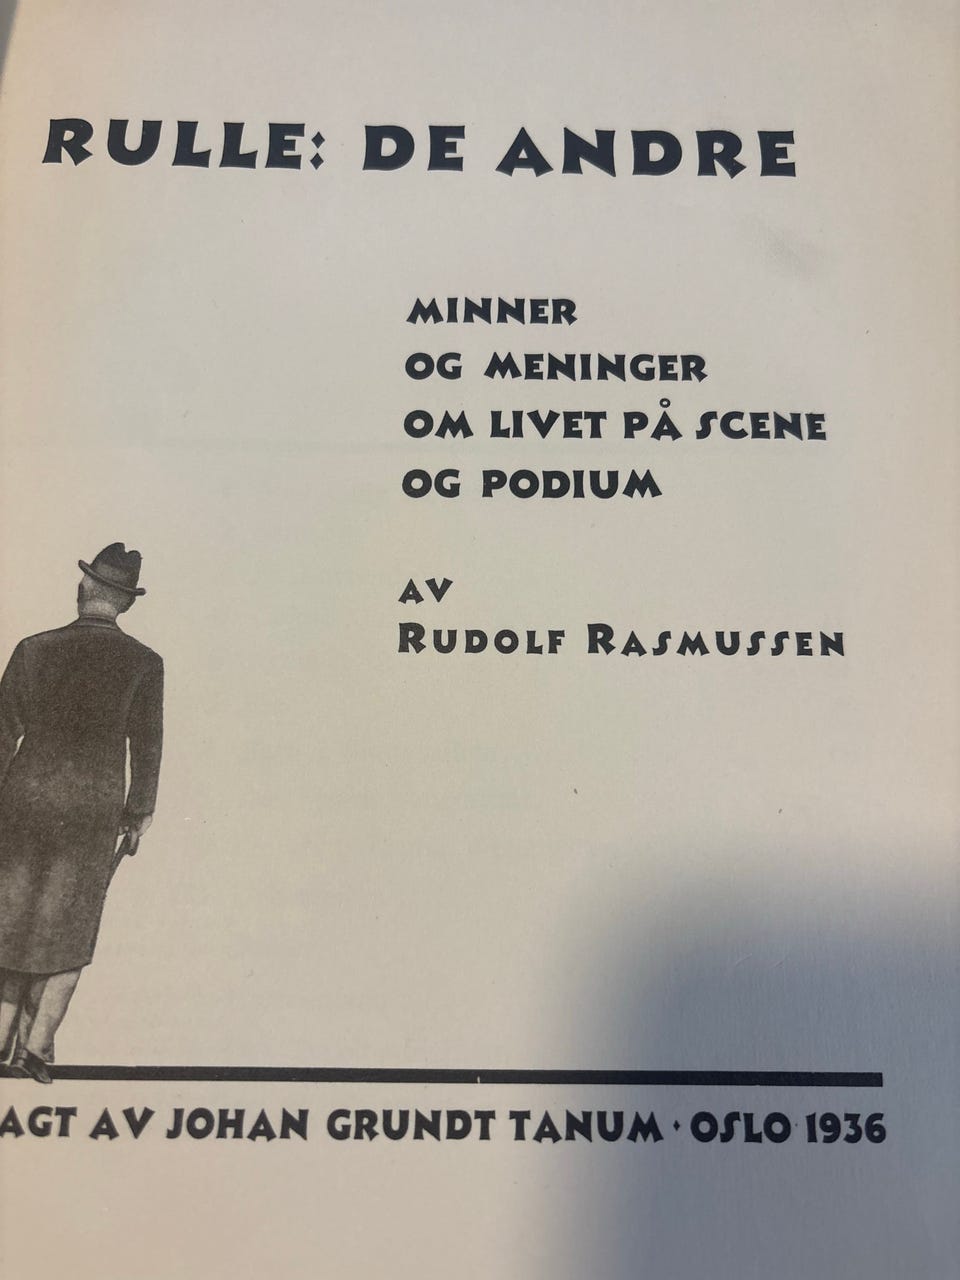 RULLE: DE ANDRE
MINNER
OG MENINGER
OM LIVET PÅ SCENE
OG PODIUM
AV
RUDOLF RASMUSSEN
AGT AV JOHAN GRUNDT TANUM · OSLO 1936